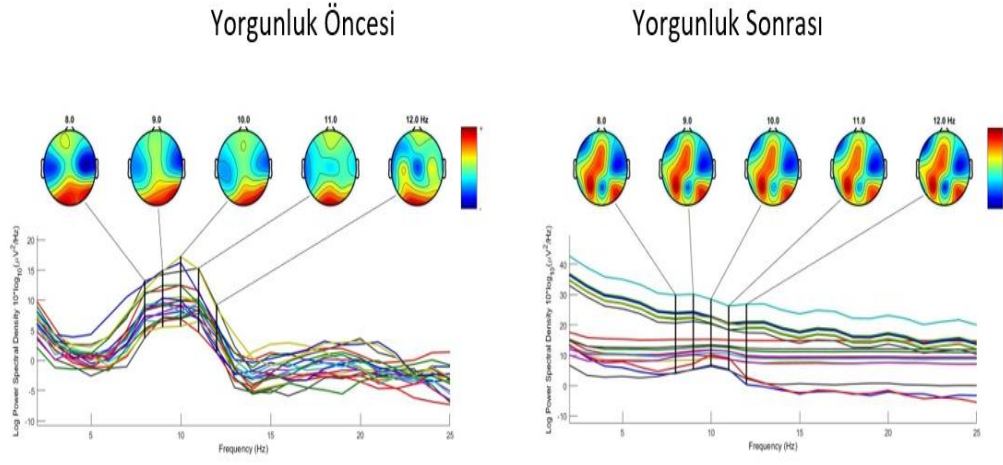 Yorgunluk Öncesi
Yorgunluk Sonrası
8.0 9.0 10.0 11.0 12.0 Hz
+
-
Log Power Spectral Density 10*log10(μV²/Hz)
20
15
10
5
0
-5
-10
5 10 15 20 25
Frequency (Hz)
8.0 9.0 10.0 11.0 12.0 Hz
Log Power Spectral Density 10*log10(μV²/Hz)
40
30
20
10
0
-10
5 10 15 20 25
Frequency (Hz)